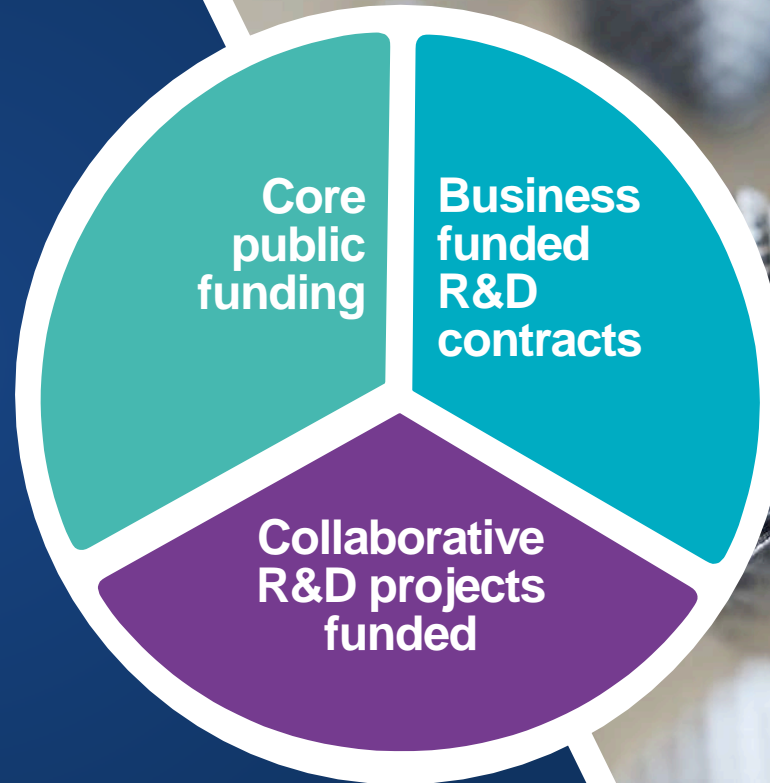 Core
public
funding
Business
funded
R&D
contracts
Collaborative
R&D projects
funded